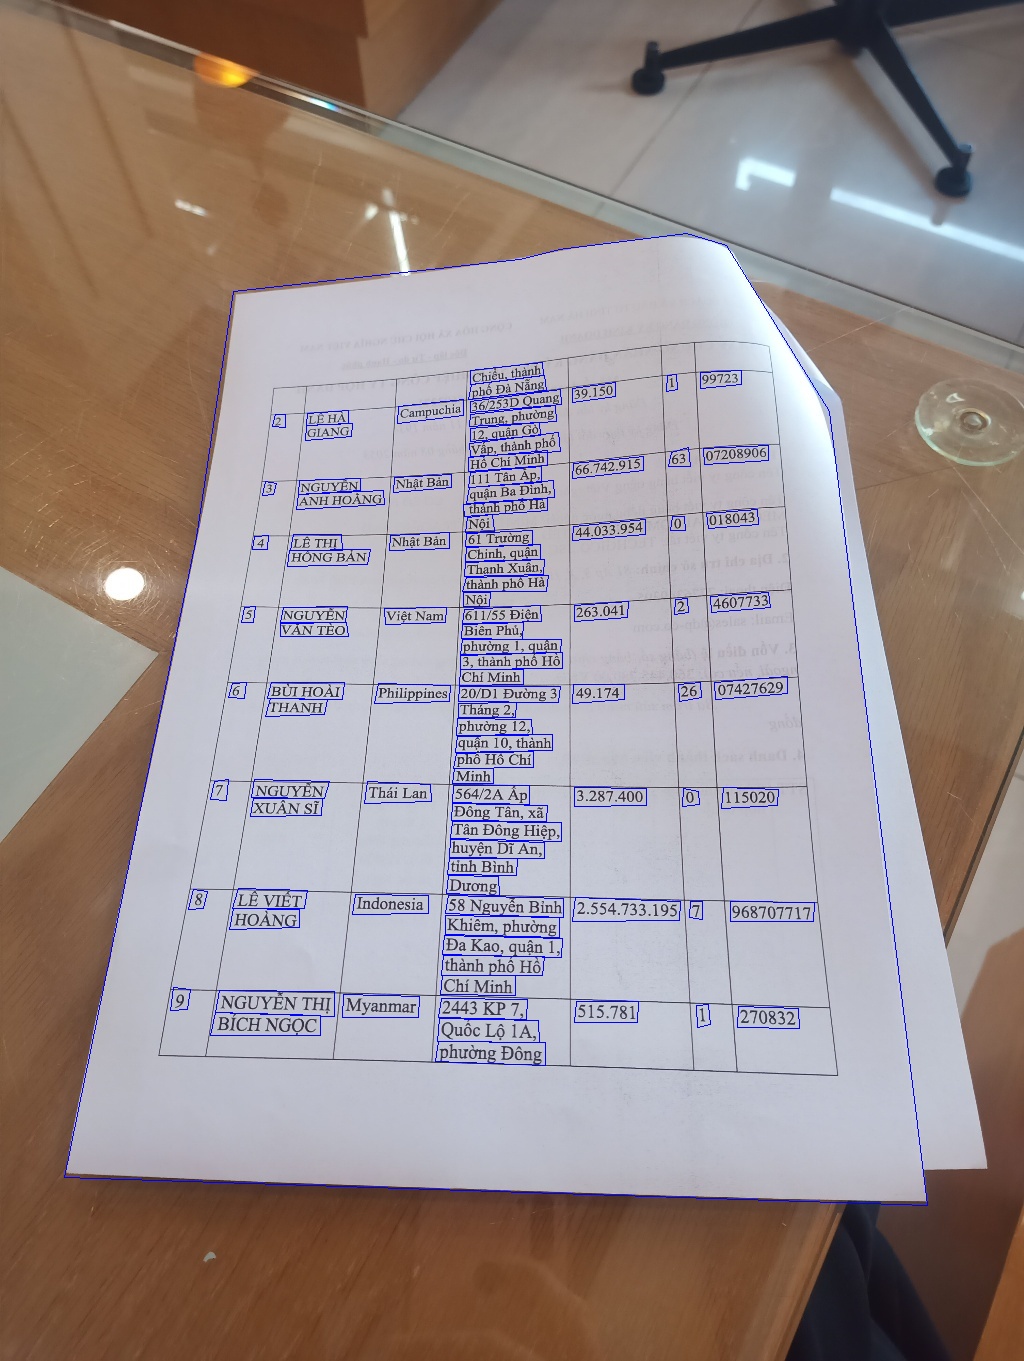 Chiểu, thành
phố Đà Nẵng
2
LÊ HÀ
GIANG
Campuchia
36/253D Quang
Trung, phường
12, quận Gò
Vấp, thành phố
Hồ Chí Minh
39.150
1
99723
3
NGUYỄN
ANH HOÀNG
Nhật Bản
111 Tân Ấp,
quận Ba Đình,
thành phố Hà
Nội
66.742.915
63
07208906
4
LÊ THỊ
HỒNG BẢN
Nhật Bản
61 Trường
Chinh, quận
Thanh Xuân,
thành phố Hà
Nội
44.033.954
0
018043
5
NGUYỄN
VĂN TÈO
Việt Nam
611/55 Điện
Biên Phủ,
phường 1, quận
3, thành phố Hồ
Chí Minh
263.041
2
4607733
6
BÙI HOÀI
THANH
Philippines
20/D1 Đường 3
Tháng 2,
phường 12,
quận 10, thành
phố Hồ Chí
Minh
49.174
26
07427629
7
NGUYỄN
XUÂN SĨ
Thái Lan
564/2A Ấp
Đông Tân, xã
Tân Đông Hiệp,
huyện Dĩ An,
tỉnh Bình
Dương
3.287.400
0
115020
8
LÊ VIẾT
HOÀNG
Indonesia
58 Nguyễn Bỉnh
Khiêm, phường
Đa Kao, quận 1,
thành phố Hồ
Chí Minh
2.554.733.195
7
968707717
9
NGUYỄN THỊ
BÍCH NGỌC
Myanmar
2443 KP 7,
Quốc Lộ 1A,
phường Đông
515.781
1
270832